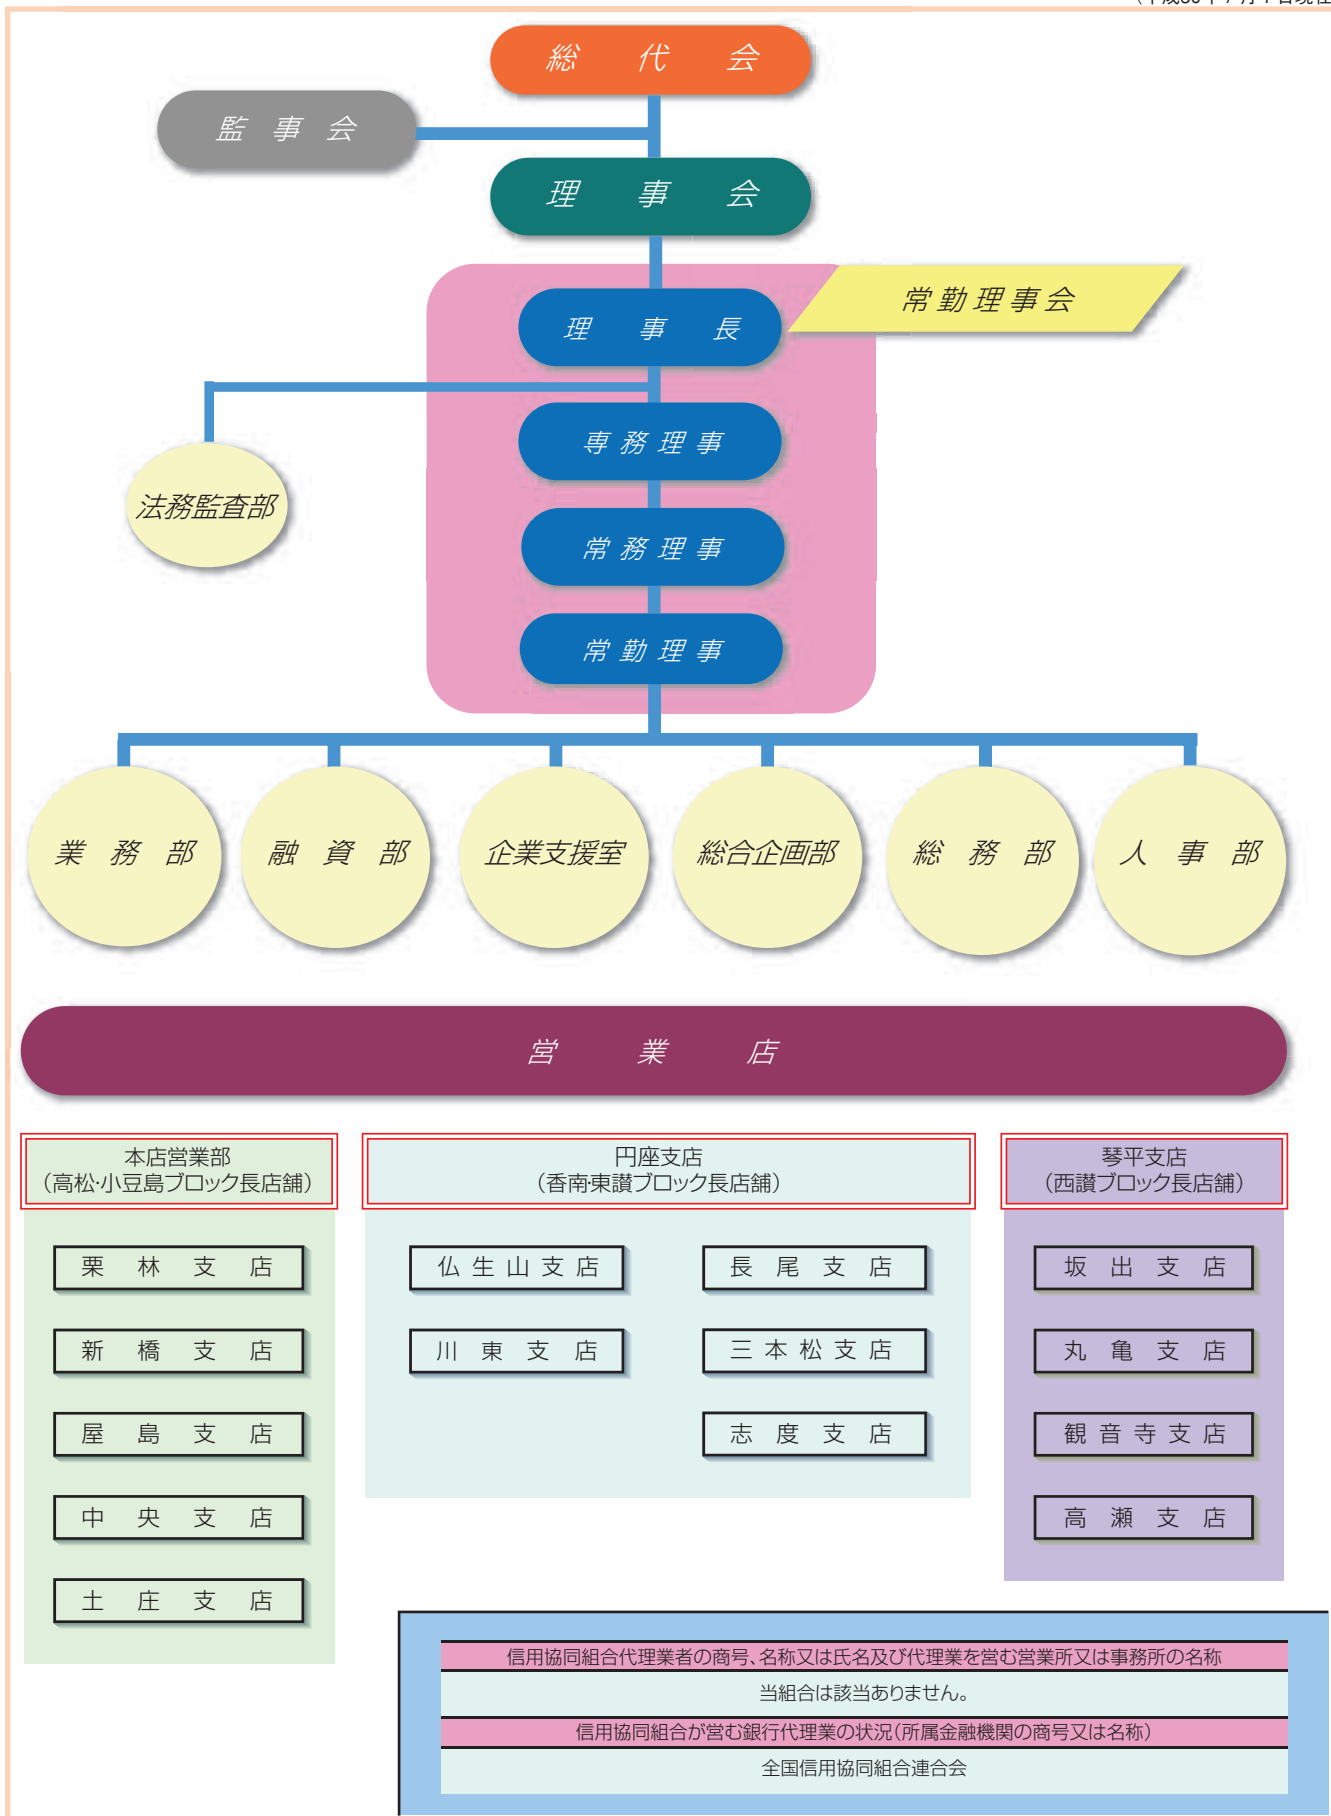 総代会
監事会
理事会
常勤理事会
理事長
専務理事
法務監査部
常務理事
常勤理事
業務部
融資部
企業支援室
総合企画部
総務部
人事部
営業店
本店営業部
（高松・小豆島ブロック長店舗）
栗林支店
新橋支店
屋島支店
中央支店
土庄支店
円座支店
（香南・東讃ブロック長店舗）
仏生山支店
川東支店
長尾支店
三本松支店
志度支店
琴平支店
（西讃ブロック長店舗）
坂出支店
丸亀支店
観音寺支店
高瀬支店
信用協同組合代理業者の商号、名称又は氏名及び代理業を営む営業所又は事務所の名称
当組合は該当ありません。
信用協同組合が営む銀行代理業の状況（所属金融機関の商号又は名称）
全国信用協同組合連合会